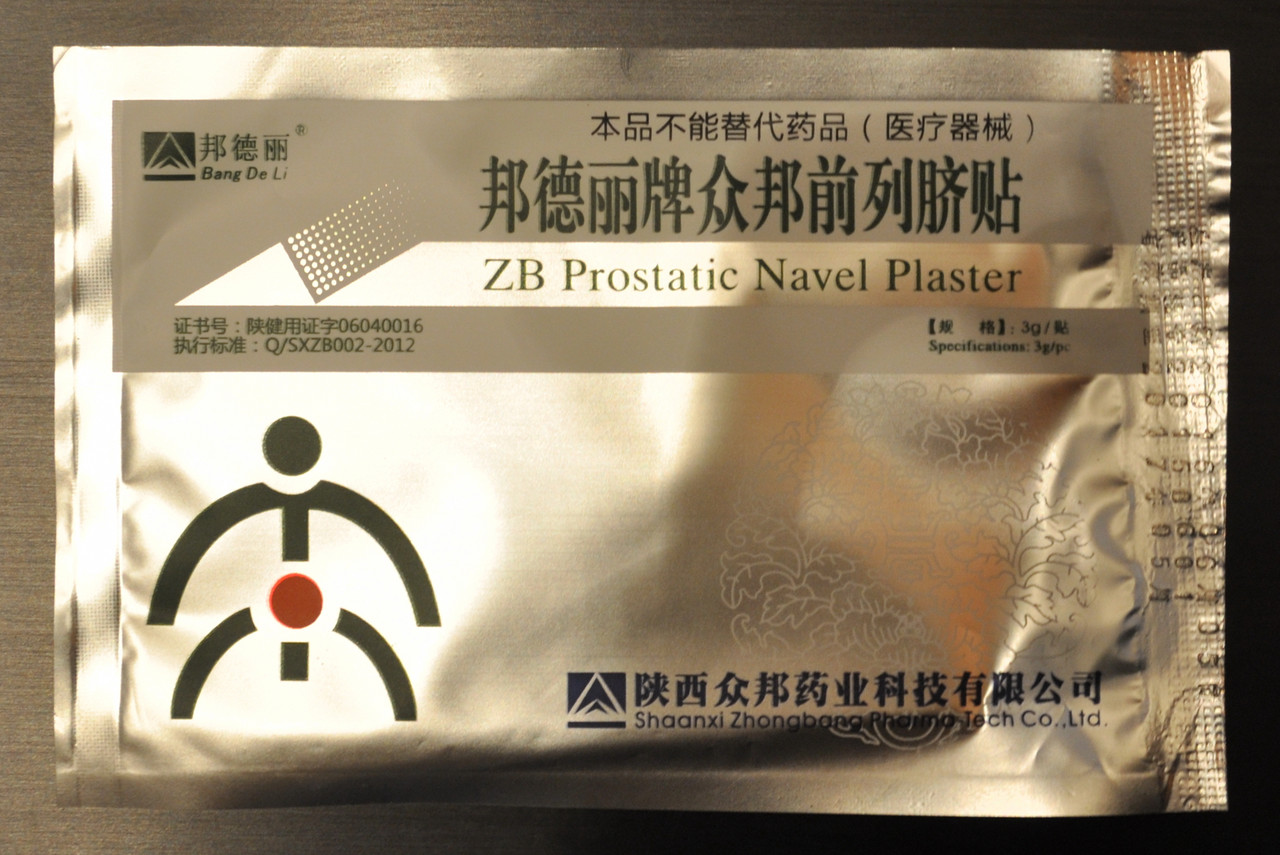 本品不能替代药品（医疗器械）
邦德丽®
Bang De Li
邦德丽牌众邦前列脐贴
ZB Prostatic Navel Plaster
证书号：陕健用证字06040016
执行标准：Q/SXZB002-2012
【规 格】：3g/贴
Specifications: 3g/pc
陕西众邦药业科技有限公司
Shaanxi Zhongbang Pharma Tech Co.,Ltd.